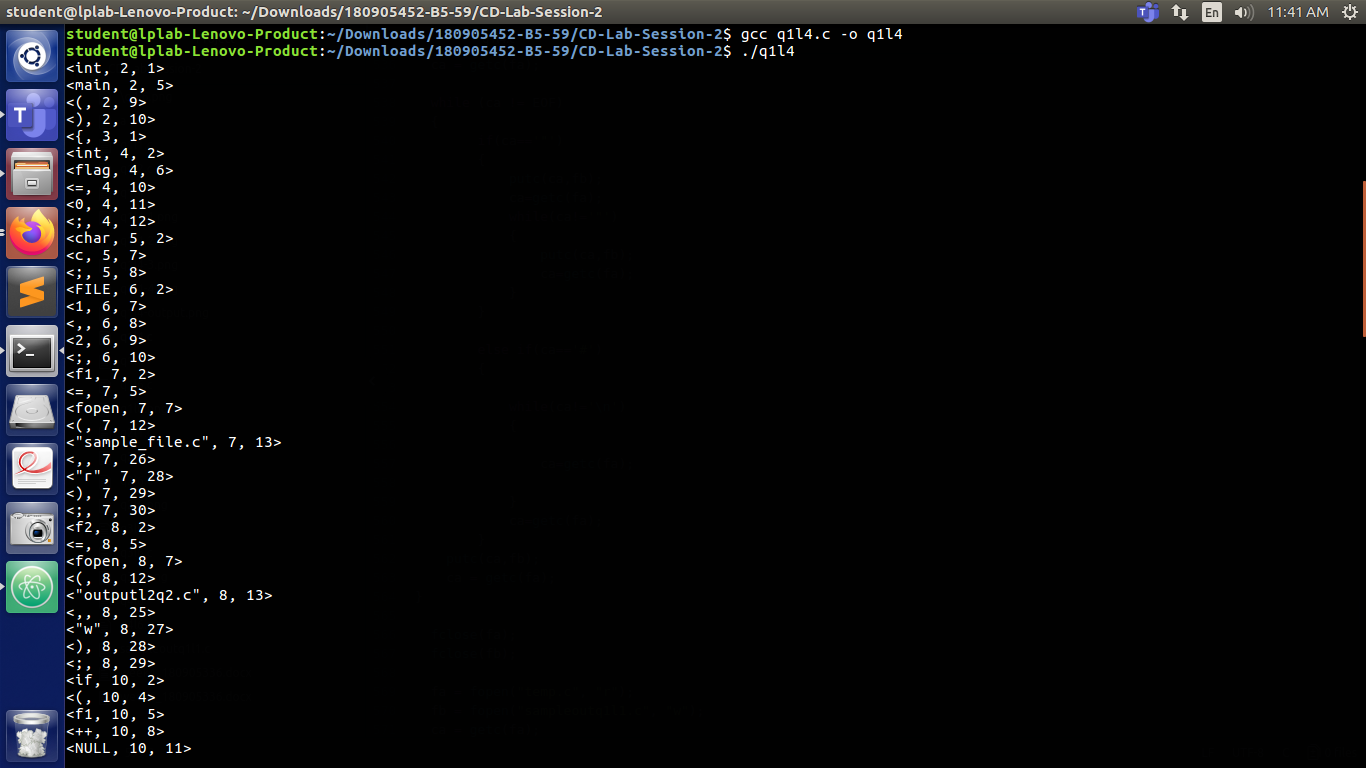 student@lplab-Lenovo-Product: ~/Downloads/180905452-B5-59/CD-Lab-Session-2
En
11:41 AM
student@lplab-Lenovo-Product:~/Downloads/180905452-B5-59/CD-Lab-Session-2$ gcc q1l4.c -o q1l4
student@lplab-Lenovo-Product:~/Downloads/180905452-B5-59/CD-Lab-Session-2$ ./q1l4
<int, 2, 1>
<main, 2, 5>
<(, 2, 9>
<), 2, 10>
<{, 3, 1>
<int, 4, 2>
<flag, 4, 6>
<=, 4, 10>
<0, 4, 11>
<;, 4, 12>
<char, 5, 2>
<c, 5, 7>
<;, 5, 8>
<FILE, 6, 2>
<1, 6, 7>
<,, 6, 8>
<2, 6, 9>
<;, 6, 10>
<f1, 7, 2>
<=, 7, 5>
<fopen, 7, 7>
<(, 7, 12>
<"sample_file.c", 7, 13>
<,, 7, 26>
<"r", 7, 28>
<), 7, 29>
<;, 7, 30>
<f2, 8, 2>
<=, 8, 5>
<fopen, 8, 7>
<(, 8, 12>
<"outputl2q2.c", 8, 13>
<,, 8, 25>
<"w", 8, 27>
<), 8, 28>
<;, 8, 29>
<if, 10, 2>
<(, 10, 4>
<f1, 10, 5>
<++, 10, 8>
<NULL, 10, 11>